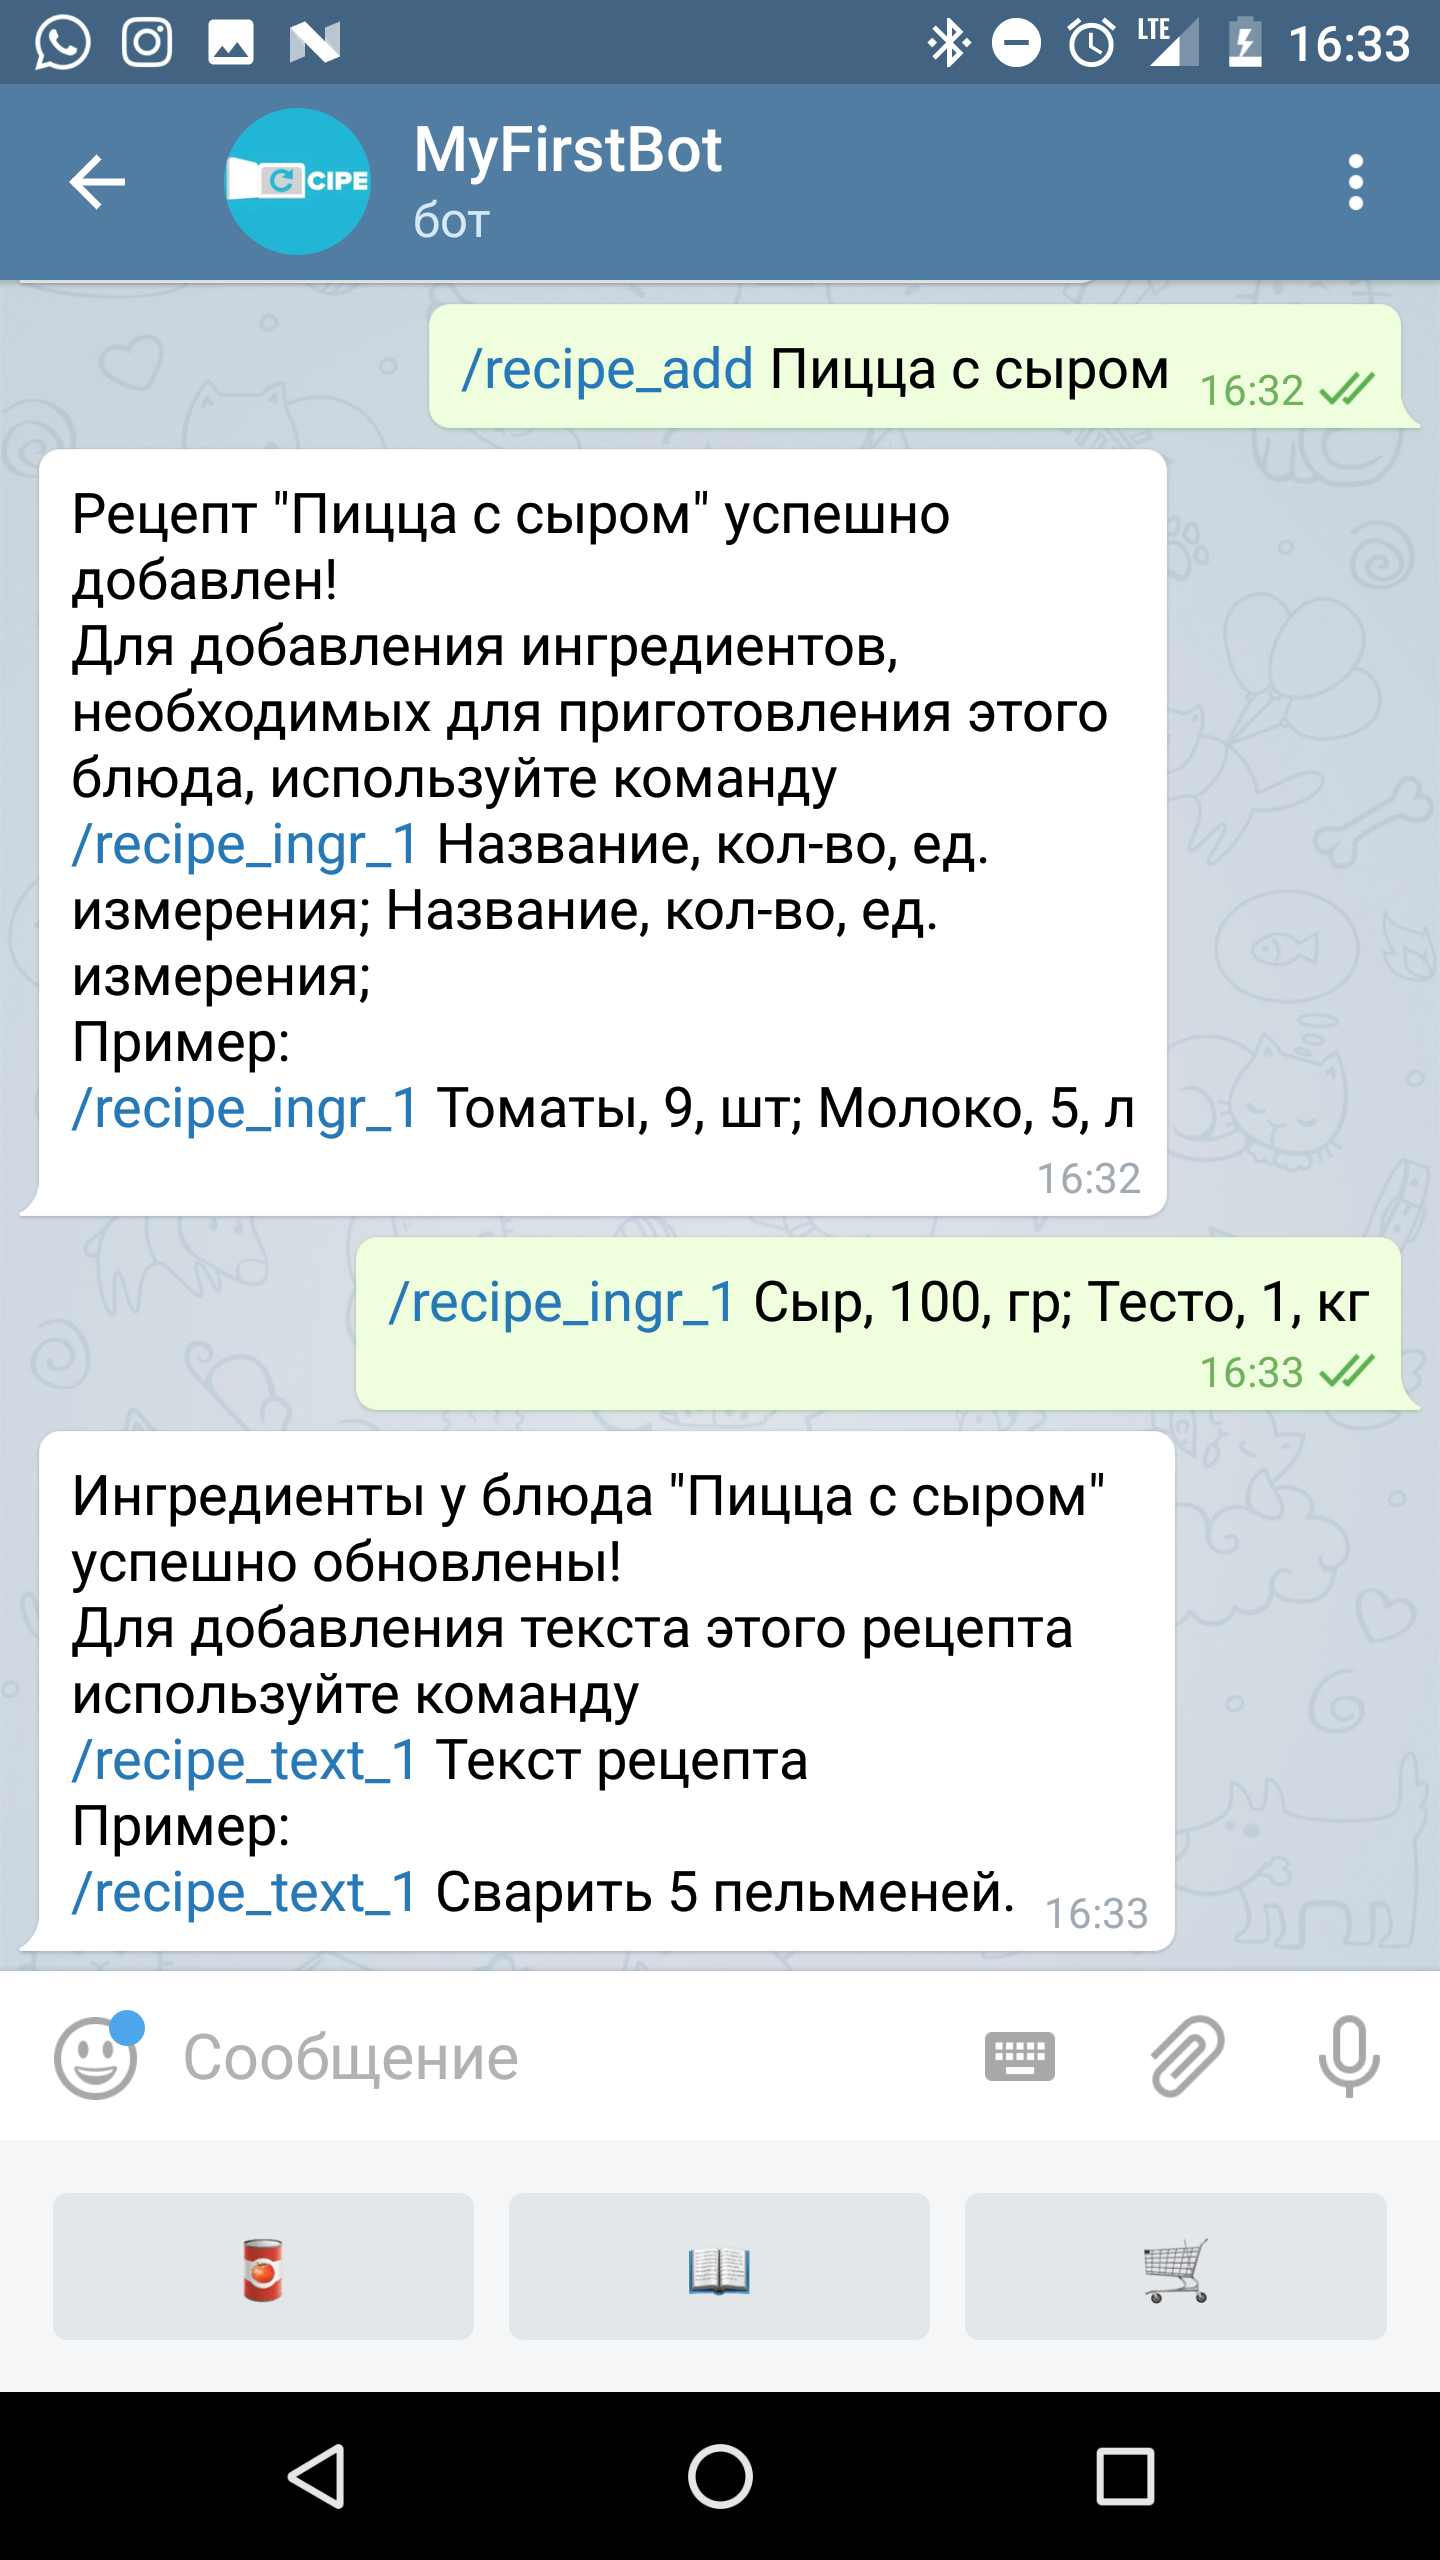 LTE 16:33
CIPE
MyFirstBot
бот
/recipe_add Пицца с сыром 16:32
Рецепт "Пицца с сыром" успешно
добавлен!
Для добавления ингредиентов,
необходимых для приготовления этого
блюда, используйте команду
/recipe_ingr_1 Название, кол-во, ед.
измерения; Название, кол-во, ед.
измерения;
Пример:
/recipe_ingr_1 Томаты, 9, шт; Молоко, 5, л
16:32
/recipe_ingr_1 Сыр, 100, гр; Тесто, 1, кг
16:33
Ингредиенты у блюда "Пицца с сыром"
успешно обновлены!
Для добавления текста этого рецепта
используйте команду
/recipe_text_1 Текст рецепта
Пример:
/recipe_text_1 Сварить 5 пельменей. 16:33
Сообщение